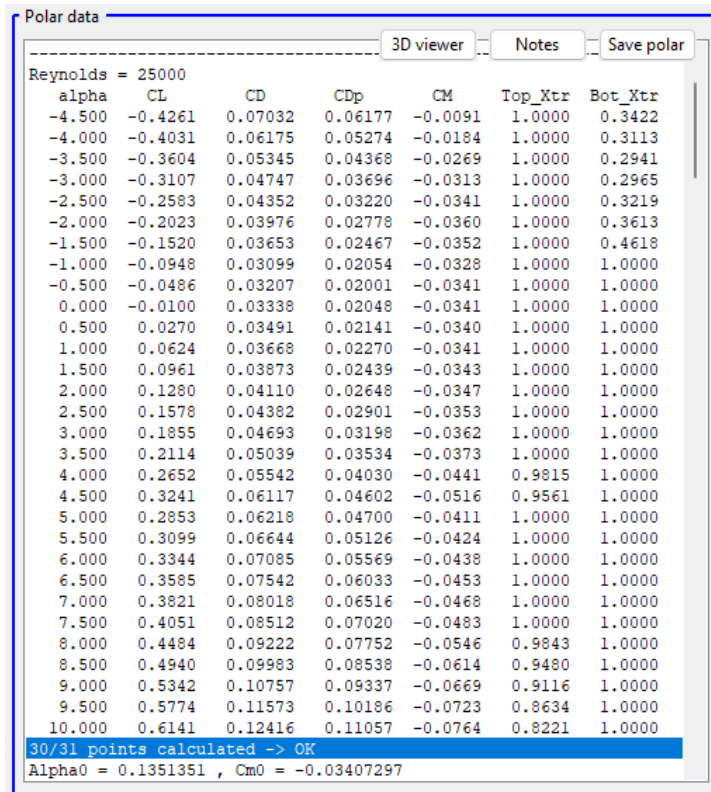 Polar data
3D viewer Notes Save polar
Reynolds = 25000
alpha CL CD CDp CM Top_Xtr Bot_Xtr
-4.500 -0.4261 0.07032 0.06177 -0.0091 1.0000 0.3422
-4.000 -0.4031 0.06175 0.05274 -0.0184 1.0000 0.3113
-3.500 -0.3604 0.05345 0.04368 -0.0269 1.0000 0.2941
-3.000 -0.3107 0.04747 0.03696 -0.0313 1.0000 0.2965
-2.500 -0.2583 0.04352 0.03220 -0.0341 1.0000 0.3219
-2.000 -0.2023 0.03976 0.02778 -0.0360 1.0000 0.3613
-1.500 -0.1520 0.03653 0.02467 -0.0352 1.0000 0.4618
-1.000 -0.0948 0.03099 0.02054 -0.0328 1.0000 1.0000
-0.500 -0.0486 0.03207 0.02001 -0.0341 1.0000 1.0000
0.000 -0.0100 0.03338 0.02048 -0.0341 1.0000 1.0000
0.500 0.0270 0.03491 0.02141 -0.0340 1.0000 1.0000
1.000 0.0624 0.03668 0.02270 -0.0341 1.0000 1.0000
1.500 0.0961 0.03873 0.02439 -0.0343 1.0000 1.0000
2.000 0.1280 0.04110 0.02648 -0.0347 1.0000 1.0000
2.500 0.1578 0.04382 0.02901 -0.0353 1.0000 1.0000
3.000 0.1855 0.04693 0.03198 -0.0362 1.0000 1.0000
3.500 0.2114 0.05039 0.03534 -0.0373 1.0000 1.0000
4.000 0.2652 0.05542 0.04030 -0.0441 0.9815 1.0000
4.500 0.3241 0.06117 0.04602 -0.0516 0.9561 1.0000
5.000 0.2853 0.06218 0.04700 -0.0411 1.0000 1.0000
5.500 0.3099 0.06644 0.05126 -0.0424 1.0000 1.0000
6.000 0.3344 0.07085 0.05569 -0.0438 1.0000 1.0000
6.500 0.3585 0.07542 0.06033 -0.0453 1.0000 1.0000
7.000 0.3821 0.08018 0.06516 -0.0468 1.0000 1.0000
7.500 0.4051 0.08512 0.07020 -0.0483 1.0000 1.0000
8.000 0.4484 0.09222 0.07752 -0.0546 0.9843 1.0000
8.500 0.4940 0.09983 0.08538 -0.0614 0.9480 1.0000
9.000 0.5342 0.10757 0.09337 -0.0669 0.9116 1.0000
9.500 0.5774 0.11573 0.10186 -0.0723 0.8634 1.0000
10.000 0.6141 0.12416 0.11057 -0.0764 0.8221 1.0000
30/31 points calculated -> OK
Alpha0 = 0.1351351 , Cm0 = -0.03407297